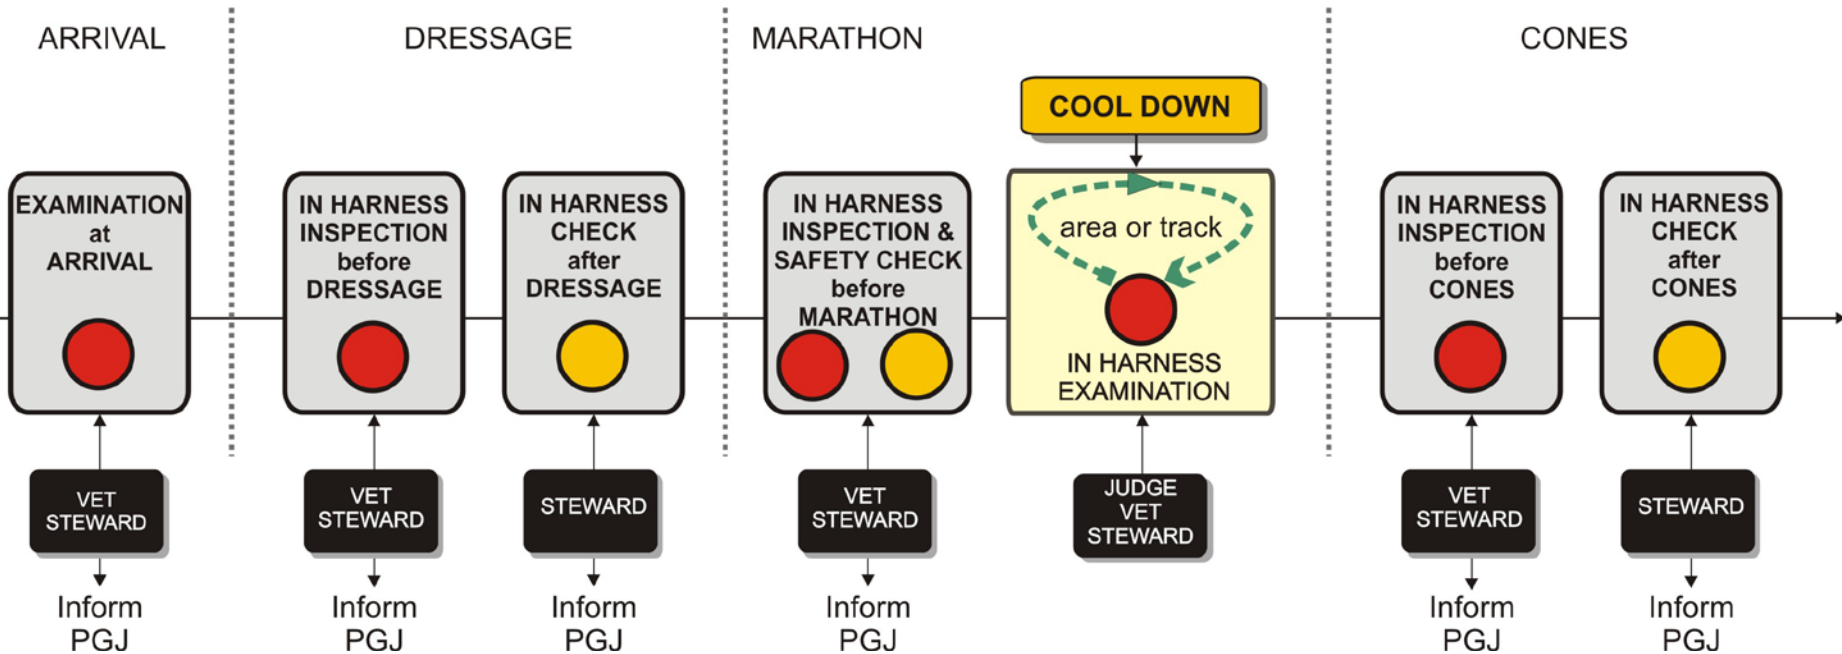 ARRIVAL
DRESSAGE
MARATHON
CONES
COOL DOWN
EXAMINATION
at
ARRIVAL
IN HARNESS
INSPECTION
before
DRESSAGE
IN HARNESS
CHECK
after
DRESSAGE
IN HARNESS
INSPECTION &
SAFETY CHECK
before
MARATHON
area or track
IN HARNESS
EXAMINATION
IN HARNESS
INSPECTION
before
CONES
IN HARNESS
CHECK
after
CONES
VET
STEWARD
VET
STEWARD
STEWARD
VET
STEWARD
JUDGE
VET
STEWARD
VET
STEWARD
STEWARD
Inform
PGJ
Inform
PGJ
Inform
PGJ
Inform
PGJ
Inform
PGJ
Inform
PGJ